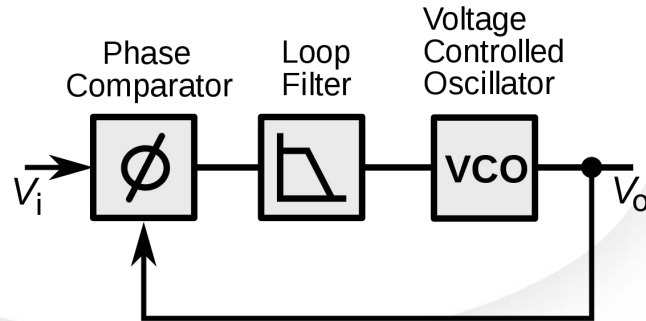 Phase
Comparator
Loop
Filter
Voltage
Controlled
Oscillator
Vi
ϕ
VCO
Vo